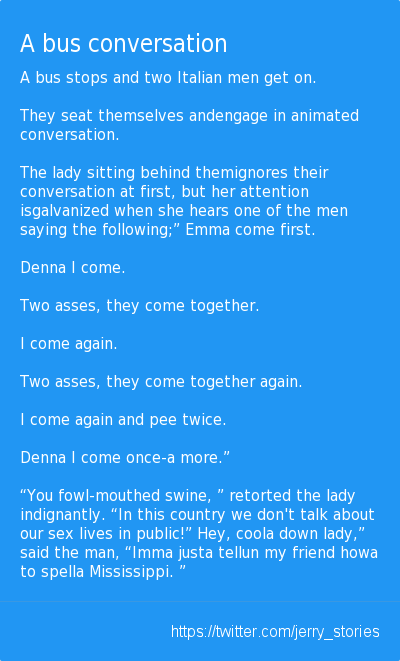 A bus conversation
A bus stops and two Italian men get on.
They seat themselves andengage in animated
conversation.
The lady sitting behind themignores their
conversation at first, but her attention
isgalvanized when she hears one of the men
saying the following;” Emma come first.
Denna I come.
Two asses, they come together.
I come again.
Two asses, they come together again.
I come again and pee twice.
Denna I come once-a more.”
“You fowl-mouthed swine, ” retorted the lady
indignantly. “In this country we don't talk about
our sex lives in public!” Hey, coola down lady,”
said the man, “Imma justa tellun my friend howa
to spella Mississippi. ”
https://twitter.com/jerry_stories